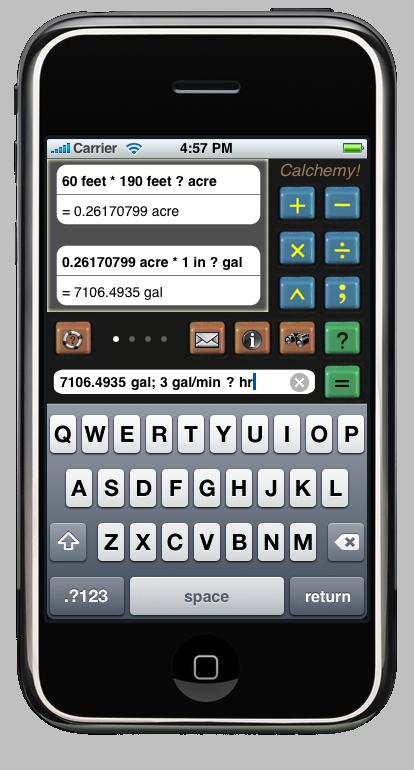 Carrier 4:57 PM
Calchemy!
60 feet * 190 feet ? acre
= 0.26170799 acre
0.26170799 acre * 1 in ? gal
= 7106.4935 gal
+ −
× ÷
^ ;
? i ?
7106.4935 gal; 3 gal/min ? hr =
Q W E R T Y U I O P
A S D F G H J K L
Z X C V B N M
.?123 space return